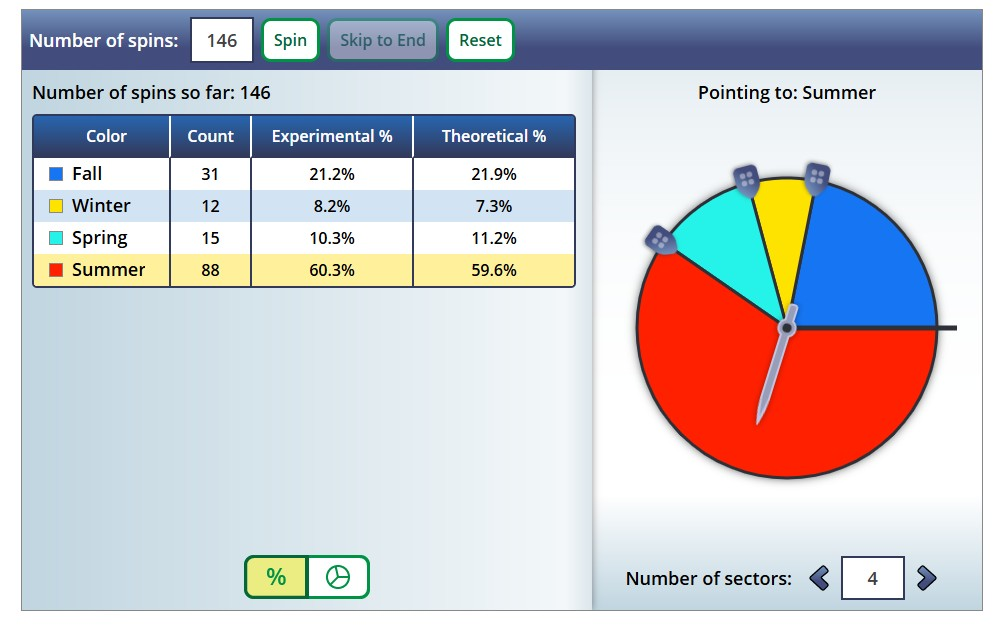 Number of spins: 146 Spin Skip to End Reset
Number of spins so far: 146
Pointing to: Summer
Color Count Experimental % Theoretical %
Fall 31 21.2% 21.9%
Winter 12 8.2% 7.3%
Spring 15 10.3% 11.2%
Summer 88 60.3% 59.6%
%
Number of sectors: 4